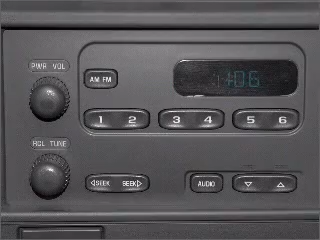 PWR VOL
AM FM
1:06
1 2 3 4 5 6
RCL TUNE
SEEK SEEK AUDIO